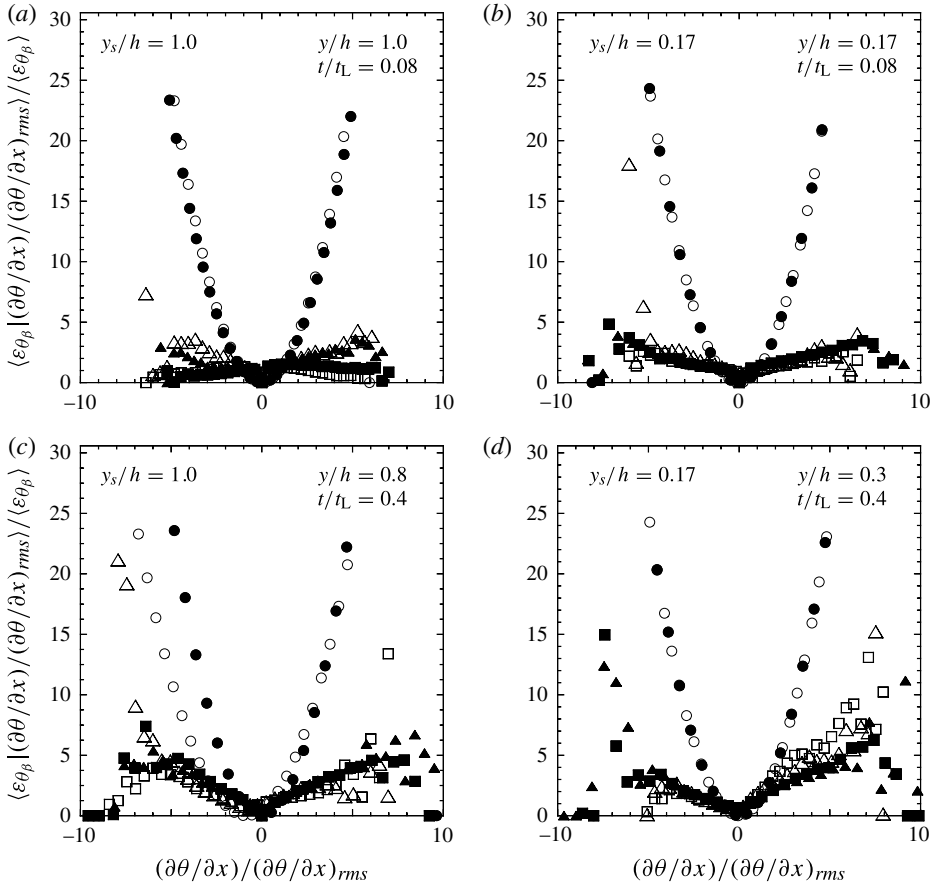 (a)
y_s/h = 1.0
y/h = 1.0
t/t_L = 0.08
30
25
20
15
10
5
0
−10 0 10
⟨ε_θβ|(∂θ/∂x)/(∂θ/∂x)_rms⟩/⟨ε_θβ⟩
(b)
y_s/h = 0.17
y/h = 0.17
t/t_L = 0.08
30
25
20
15
10
5
0
−10 0 10
(c)
y_s/h = 1.0
y/h = 0.8
t/t_L = 0.4
30
25
20
15
10
5
0
−10 0 10
⟨ε_θβ|(∂θ/∂x)/(∂θ/∂x)_rms⟩/⟨ε_θβ⟩
(∂θ/∂x)/(∂θ/∂x)_rms
(d)
y_s/h = 0.17
y/h = 0.3
t/t_L = 0.4
30
25
20
15
10
5
0
−10 0 10
(∂θ/∂x)/(∂θ/∂x)_rms